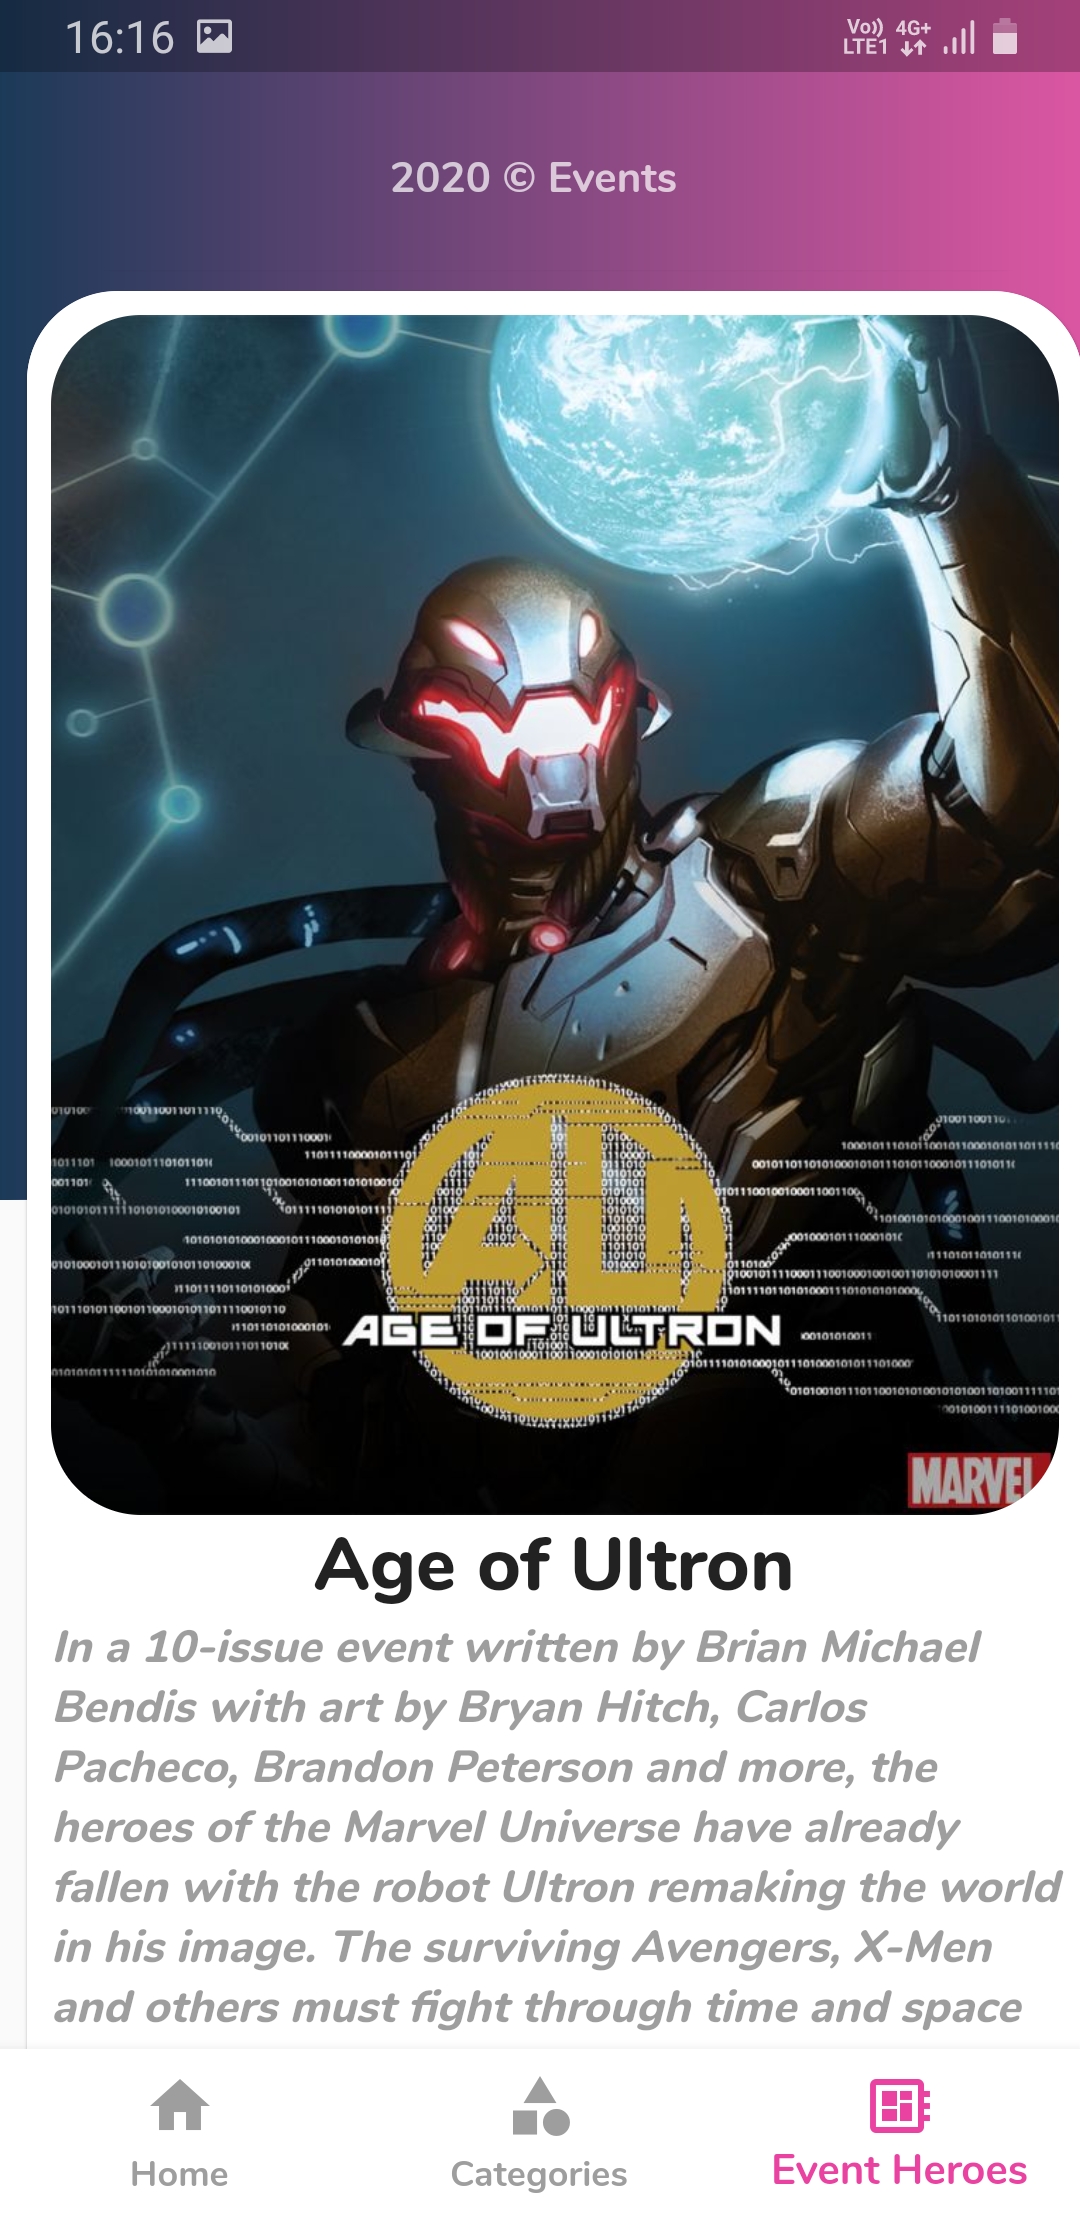 16:16
Vo)) 4G+
LTE1
2020 © Events
AU
AGE OF ULTRON
MARVEL
Age of Ultron
In a 10-issue event written by Brian Michael
Bendis with art by Bryan Hitch, Carlos
Pacheco, Brandon Peterson and more, the
heroes of the Marvel Universe have already
fallen with the robot Ultron remaking the world
in his image. The surviving Avengers, X-Men
and others must fight through time and space
Home
Categories
Event Heroes